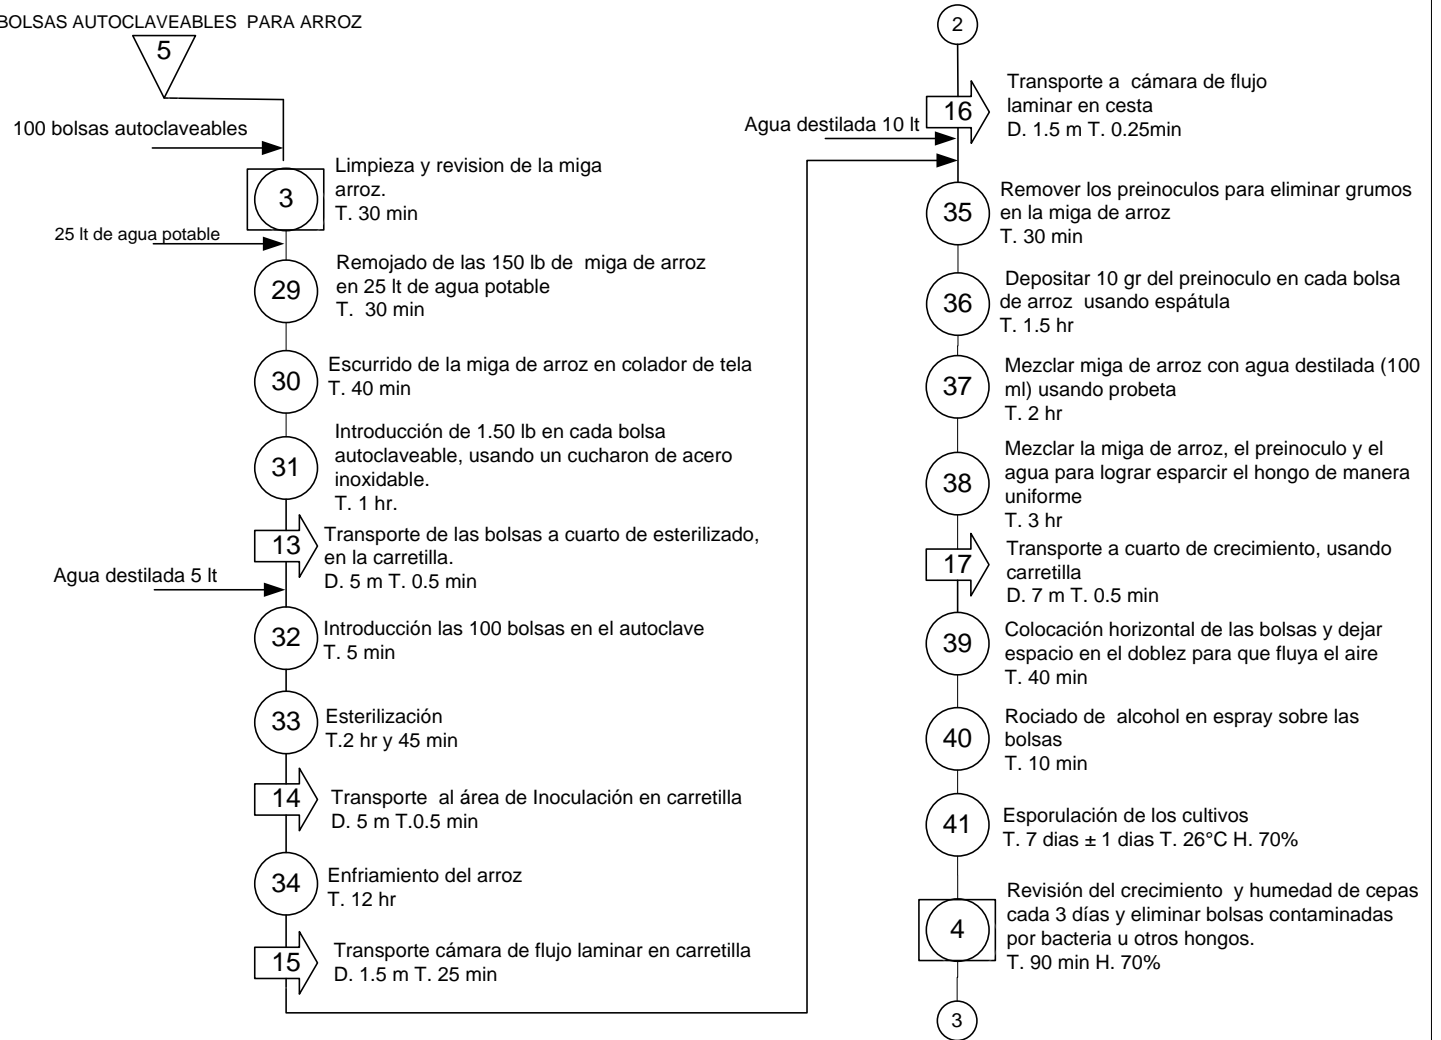 BOLSAS AUTOCLAVEABLES PARA ARROZ
5
100 bolsas autoclaveables
3
Limpieza y revision de la miga
arroz.
T. 30 min
25 lt de agua potable
29
Remojado de las 150 lb de miga de arroz
en 25 lt de agua potable
T. 30 min
30
Escurrido de la miga de arroz en colador de tela
T. 40 min
31
Introducción de 1.50 lb en cada bolsa
autoclaveable, usando un cucharon de acero
inoxidable.
T. 1 hr.
13
Transporte de las bolsas a cuarto de esterilizado,
en la carretilla.
D. 5 m T. 0.5 min
Agua destilada 5 lt
32
Introducción las 100 bolsas en el autoclave
T. 5 min
33
Esterilización
T.2 hr y 45 min
14
Transporte al área de Inoculación en carretilla
D. 5 m T.0.5 min
34
Enfriamiento del arroz
T. 12 hr
15
Transporte cámara de flujo laminar en carretilla
D. 1.5 m T. 25 min
2
16
Transporte a cámara de flujo
laminar en cesta
D. 1.5 m T. 0.25min
Agua destilada 10 lt
35
Remover los preinoculos para eliminar grumos
en la miga de arroz
T. 30 min
36
Depositar 10 gr del preinoculo en cada bolsa
de arroz usando espátula
T. 1.5 hr
37
Mezclar miga de arroz con agua destilada (100
ml) usando probeta
T. 2 hr
38
Mezclar la miga de arroz, el preinoculo y el
agua para lograr esparcir el hongo de manera
uniforme
T. 3 hr
17
Transporte a cuarto de crecimiento, usando
carretilla
D. 7 m T. 0.5 min
39
Colocación horizontal de las bolsas y dejar
espacio en el doblez para que fluya el aire
T. 40 min
40
Rociado de alcohol en espray sobre las
bolsas
T. 10 min
41
Esporulación de los cultivos
T. 7 dias ± 1 dias T. 26°C H. 70%
4
Revisión del crecimiento y humedad de cepas
cada 3 días y eliminar bolsas contaminadas
por bacteria u otros hongos.
T. 90 min H. 70%
3